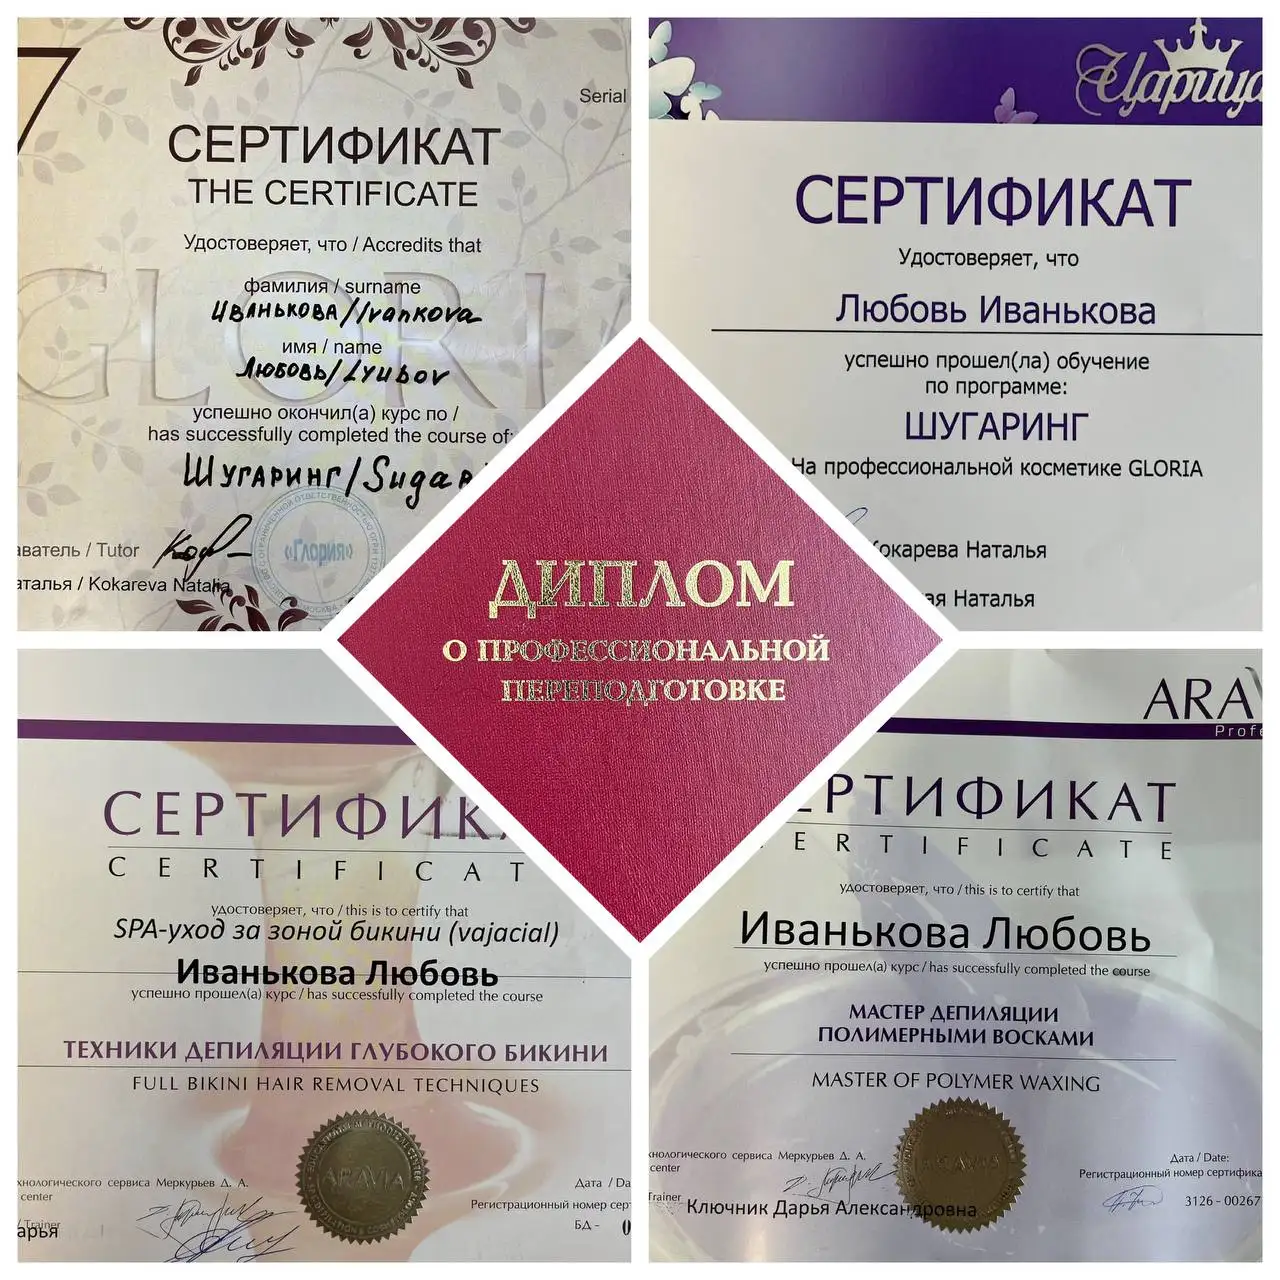 7
Serial
СЕРТИФИКАТ
THE CERTIFICATE
Удостоверяет, что / Accredits that
GLORIA
фамилия / surname
Иванькова/Ivankova
имя / name
Любовь/Lyubov
успешно окончил(а) курс по /
has successfully completed the course of:
Шугаринг/Sugar
/ Tutor
«Глория»
/ Kokareva Natalia
Царица
СЕРТИФИКАТ
Удостоверяет, что
Любовь Иванькова
успешно прошел(ла) обучение
по программе:
ШУГАРИНГ
На профессиональной косметике GLORIA
Кокарева Наталья
ая Наталья
ДИПЛОМ
О ПРОФЕССИОНАЛЬНОЙ
ПЕРЕПОДГОТОВКЕ
СЕРТИФИК
CERTIFICAT
удостоверяет, что / this is to certify that
SPA-уход за зоной бикини (vajacial)
Иванькова Любовь
успешно прошел(а) курс / has successfully completed the course
ТЕХНИКИ ДЕПИЛЯЦИИ ГЛУБОКОГО БИКИНИ
FULL BIKINI HAIR REMOVAL TECHNIQUES
ARAVIA
хнологического сервиса Меркурьев Д. А.
center
Дата / Da
Регистрационный номер серт
/ Trainer
арья
БД - 0
ARAV
Profe
ЕРТИФИКАТ
ERTIFICATE
удостоверяет, что / this is to certify that
Иванькова Любовь
успешно прошел(а) курс / has successfully completed the course
МАСТЕР ДЕПИЛЯЦИИ
ПОЛИМЕРНЫМИ ВОСКАМИ
MASTER OF POLYMER WAXING
ARAVIA
хнологического сервиса Меркурьев Д. А.
center
Дата / Date:
Регистрационный номер сертифика
Trainer
Ключник Дарья Александровна
3126 - 00267